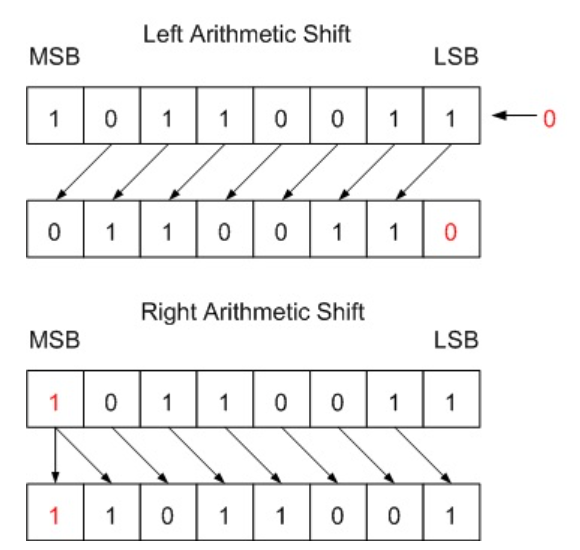 Left Arithmetic Shift
MSB LSB
1 0 1 1 0 0 1 1 0
0 1 1 0 0 1 1 0
Right Arithmetic Shift
MSB LSB
1 0 1 1 0 0 1 1
1 1 0 1 1 0 0 1